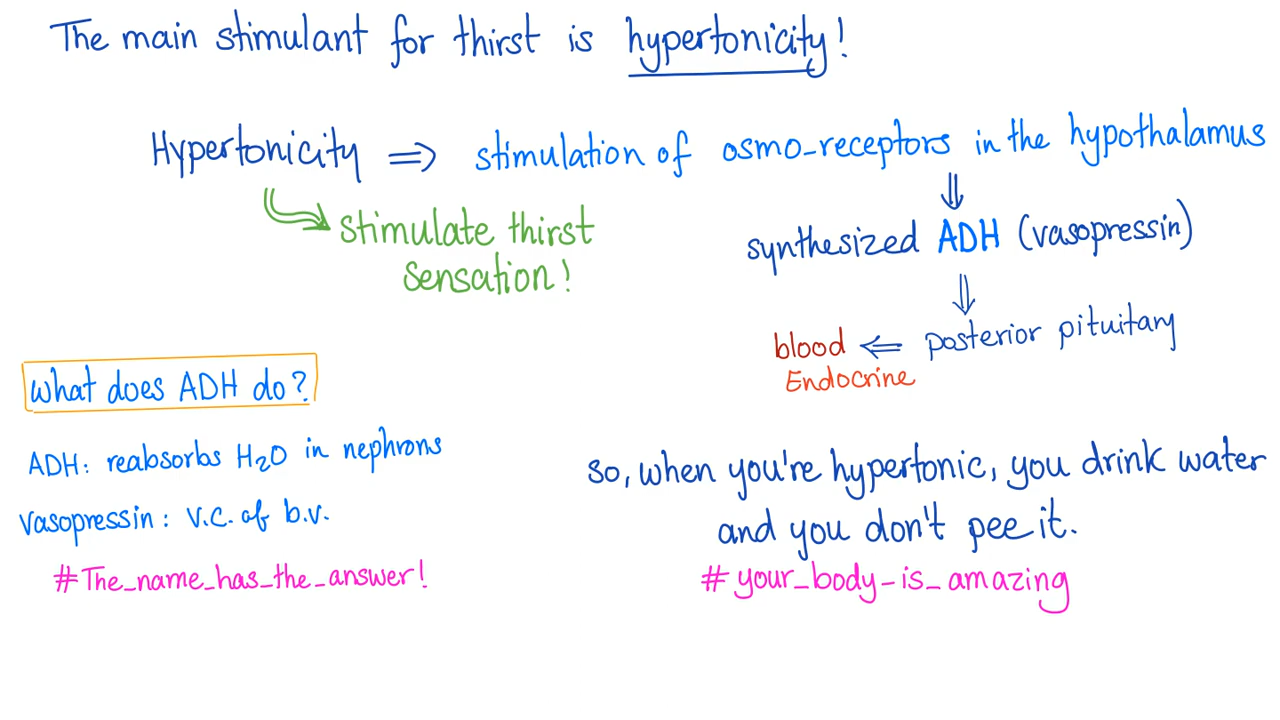 The main stimulant for thirst is hypertonicity!
Hypertonicity ⇒ stimulation of osmo-receptors in the hypothalamus
stimulate thirst
sensation!
synthesized ADH (vasopressin)
blood ⇐ posterior pituitary
Endocrine
what does ADH do?
ADH: reabsorbs H2O in nephrons
Vasopressin: v.c. of b.v.
#The_name_has_the_answer!
so, when you're hypertonic, you drink water
and you don't pee it.
#your_body_is_amazing